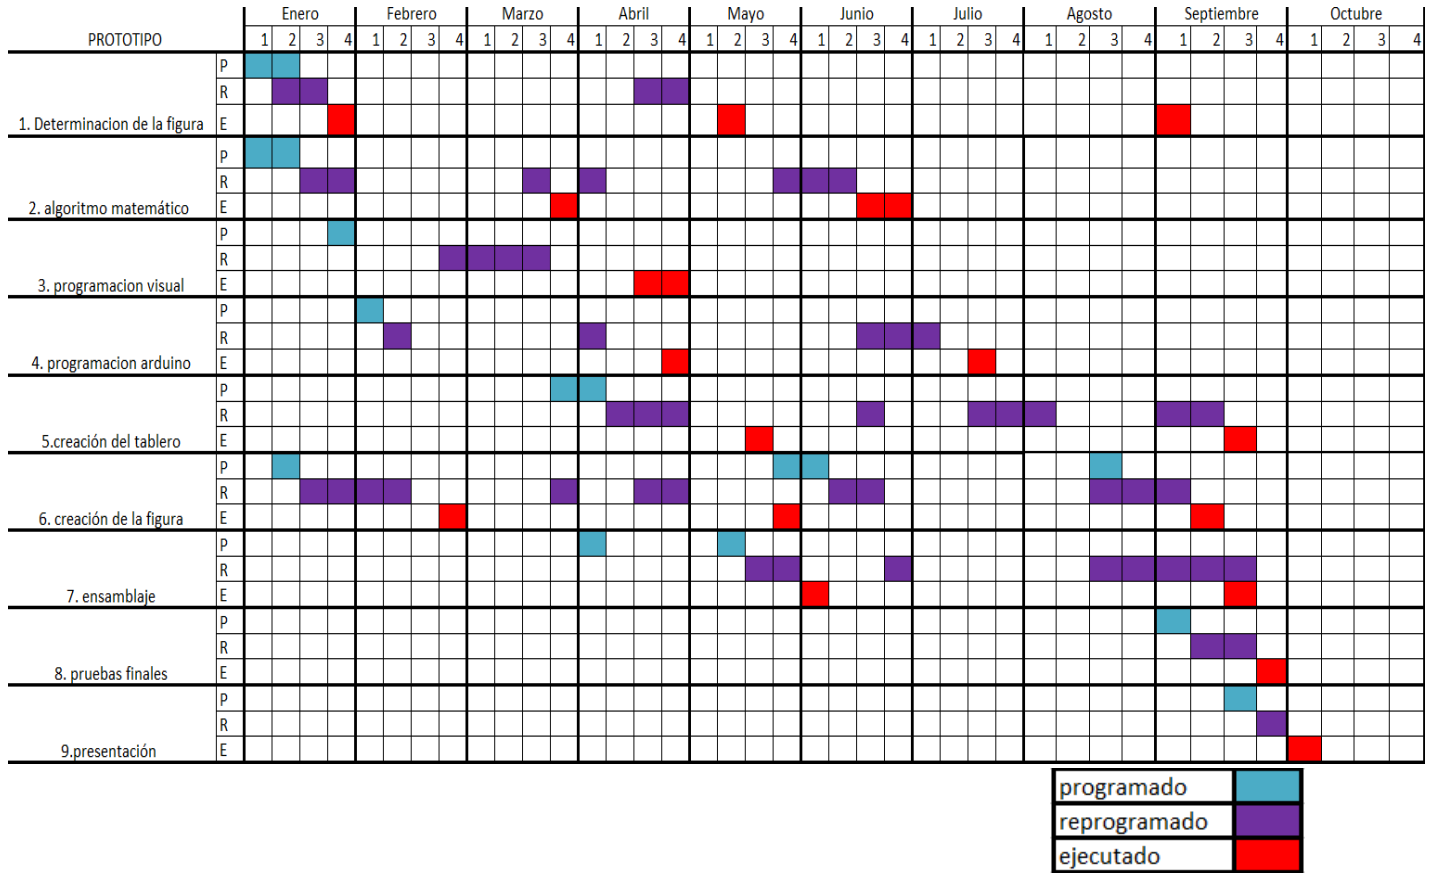 Enero Febrero Marzo Abril Mayo Junio Julio Agosto Septiembre Octubre
PROTOTIPO 1 2 3 4 1 2 3 4 1 2 3 4 1 2 3 4 1 2 3 4 1 2 3 4 1 2 3 4 1 2 3 4 1 2 3 4 1 2 3 4
P
R
1. Determinacion de la figura E
P
R
2. algoritmo matemático E
P
R
3. programacion visual E
P
R
4. programacion arduino E
P
R
5.creación del tablero E
P
R
6. creación de la figura E
P
R
7. ensamblaje E
P
R
8. pruebas finales E
P
R
9.presentación E
programado
reprogramado
ejecutado